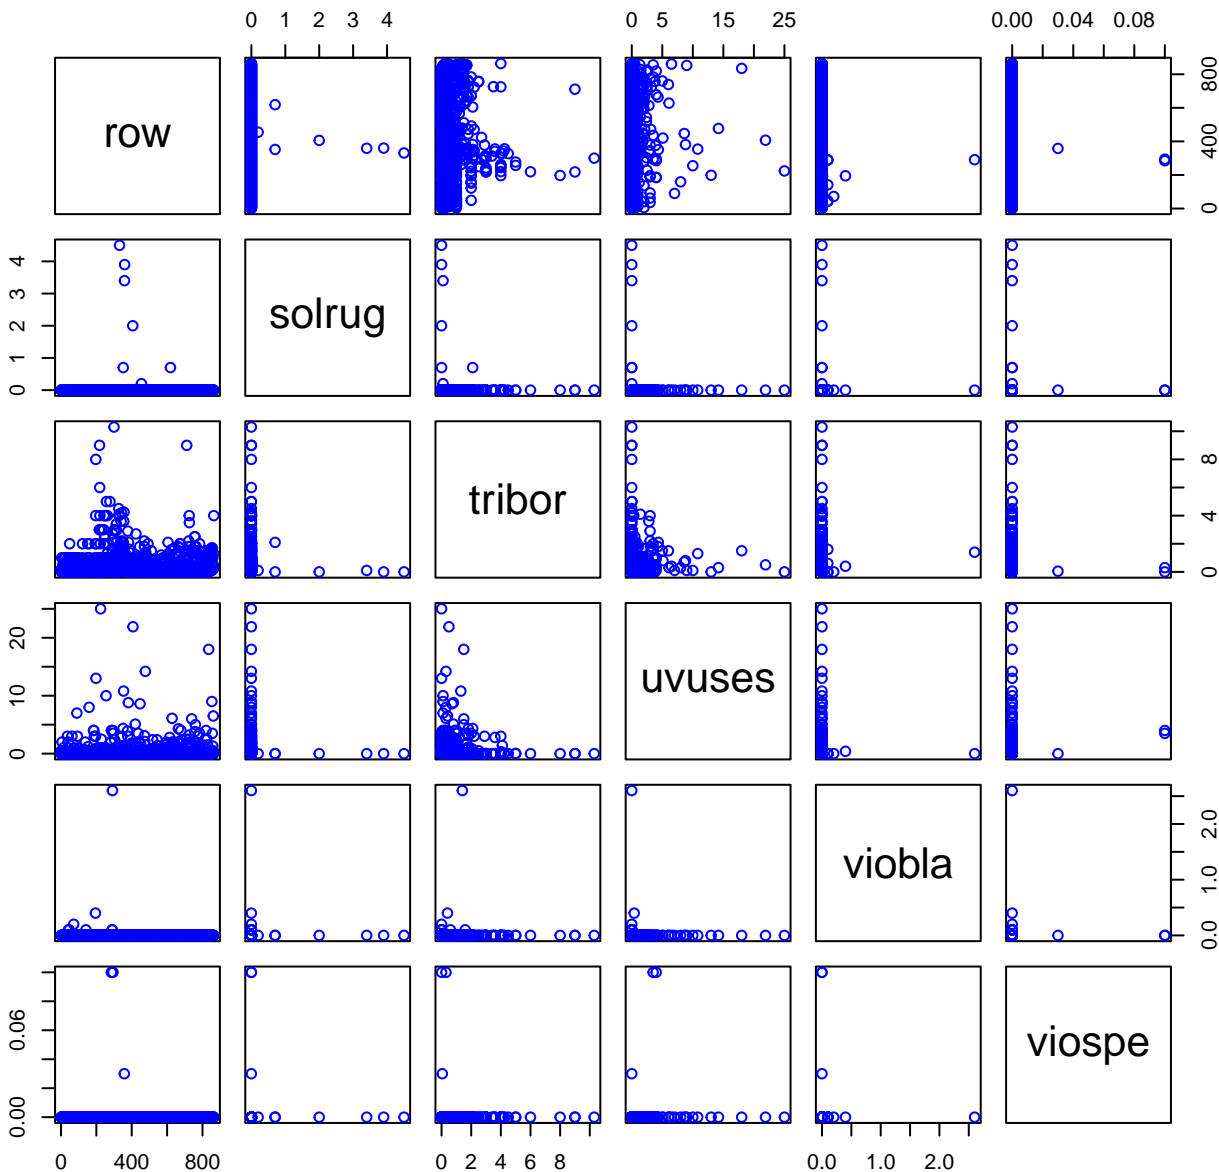 0 1 2 3 4 0 5 15 25 0.00 0.04 0.08
row 0 400 800
0 1 2 3 4 solrug
tribor 0 4 8
0 10 20 uvuses
viobla 0.0 1.0 2.0
0.00 0.06 viospe
0 400 800 0 2 4 6 8 0.0 1.0 2.0